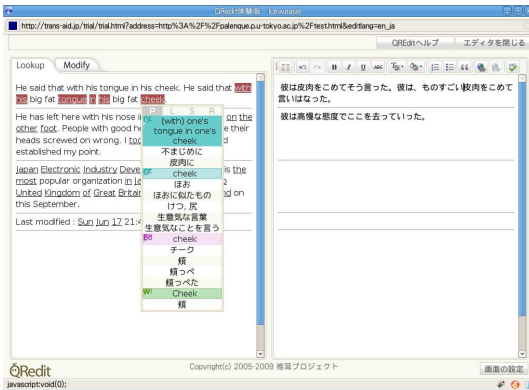 QRedit体験版 - Iceweasel
http://trans-aid.jp/trial/trial.html?address=http%3A%2F%2Fpalenque.p.u-tokyo.ac.jp%2Ftest.html&editlang=en_ja
QREditヘルプ
エディタを閉じる
Lookup Modify
He said that with his tongue in his cheek. He said that with
his big fat tongue in his big fat cheek.
He has left here with his nose i
on the
other foot. People with good he
e their
heads screwed on wrong. I too
d
established my point.
Japan Electronic Industry Deve
is the
most popular organization in Ja
United Kingdom of Great Britain
d on
this September.
Last modified : Sun Jun 17 21:4
P L S R
(with) one's
tongue in one's
cheek
不まじめに
皮肉に
cheek
ほお
ほおに似たもの
けつ, 尻
生意気な言葉
生意気なことを言う
Ed cheek
チーク
頬
頬っぺ
頬っぺた
Wi Cheek
頬
B I U ABC
彼は皮肉をこめてそう言った。彼は、ものすごい皮肉をこめて
言いはなった。
彼は高慢な態度でここを去っていった。
QRedit
Copyright(c) 2005-2009 椎茸プロジェクト
画面の設定
javascript:void(0);